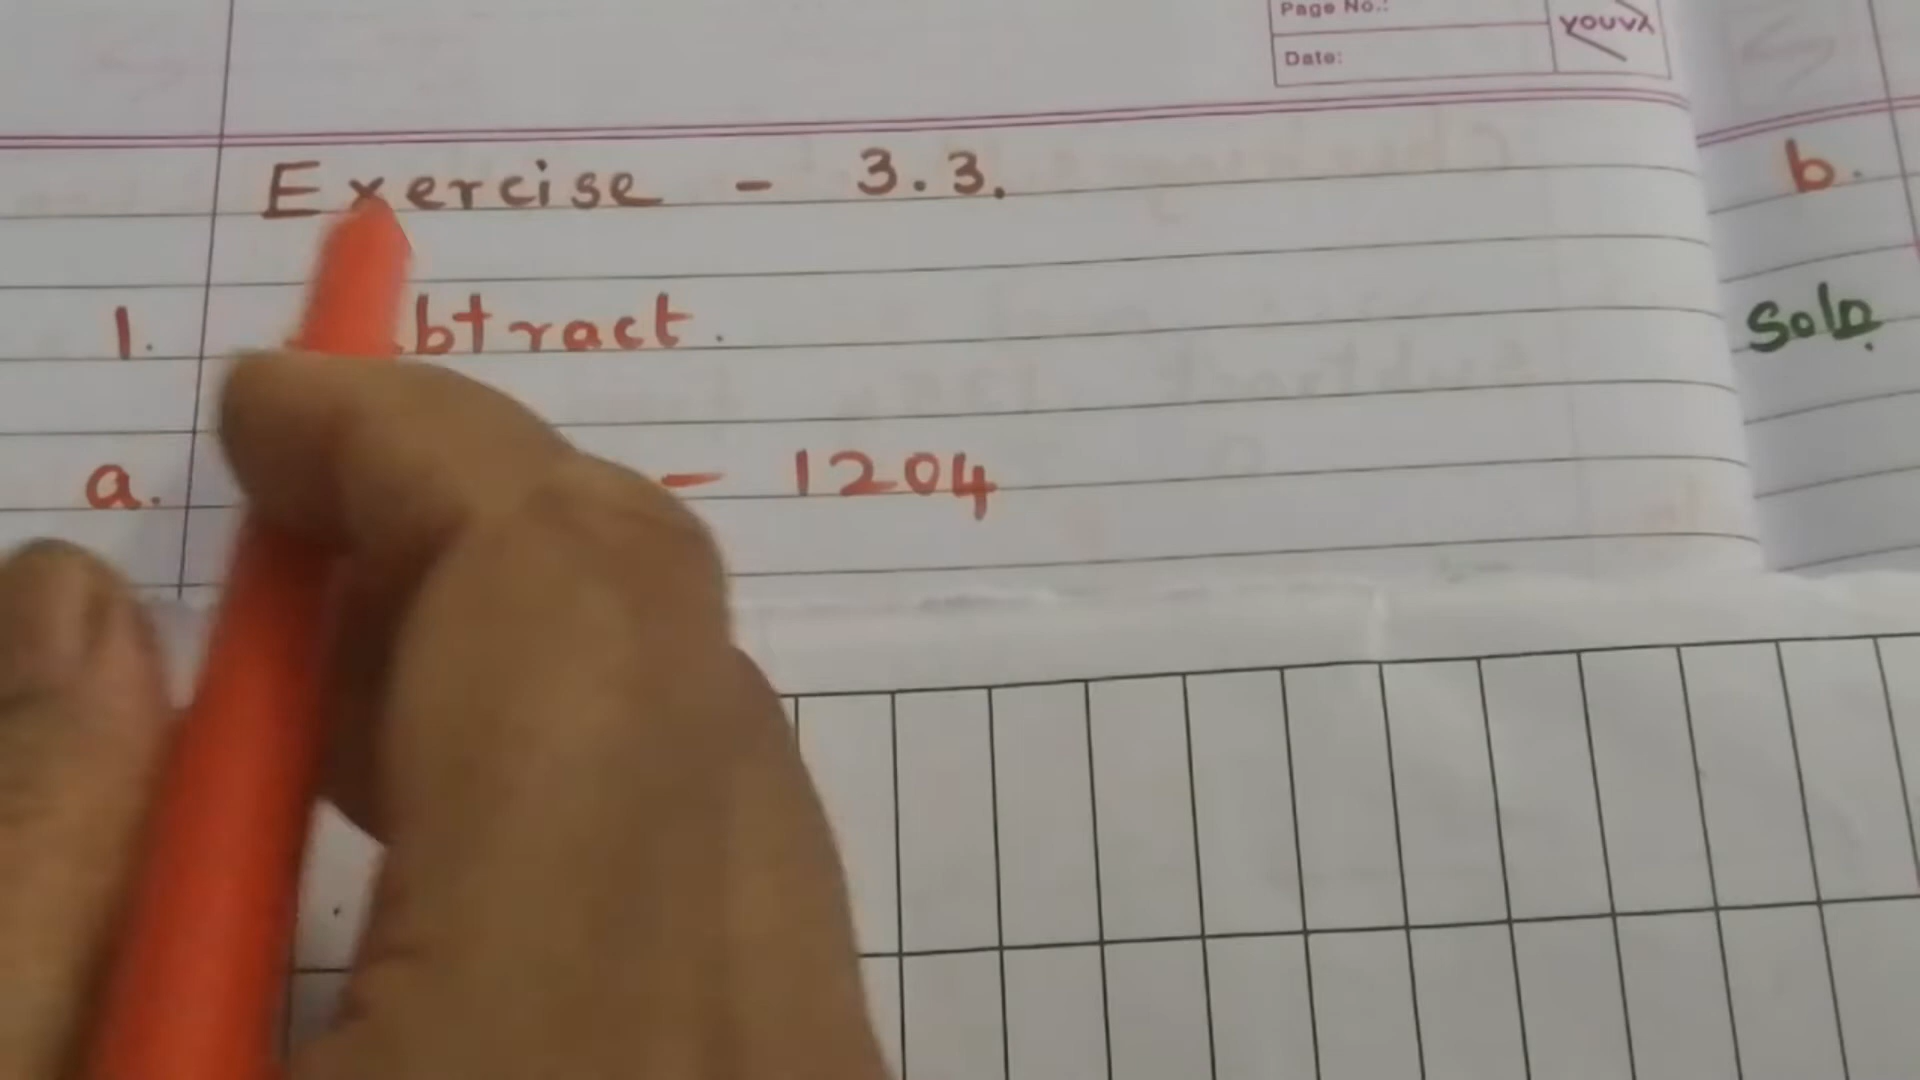 Page No.:
Date:
YOUVA
Exercise - 3.3.
1. btract.
a. - 1204
b.
Soln.